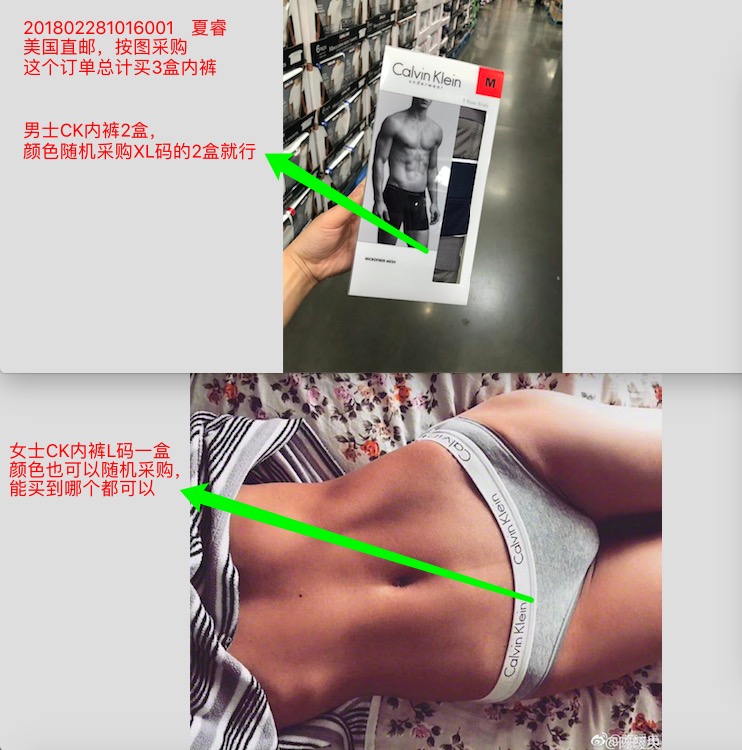 201802281016001 夏睿
美国直邮，按图采购
这个订单总计买3盒内裤
男士CK内裤2盒，
颜色随机采购XL码的2盒就行
Calvin Klein
underwear
M
MICROFIBER MESH
女士CK内裤L码一盒
颜色也可以随机采购，
能买到哪个都可以
Calvin Klein
Calvin Klein
Calvin Klein